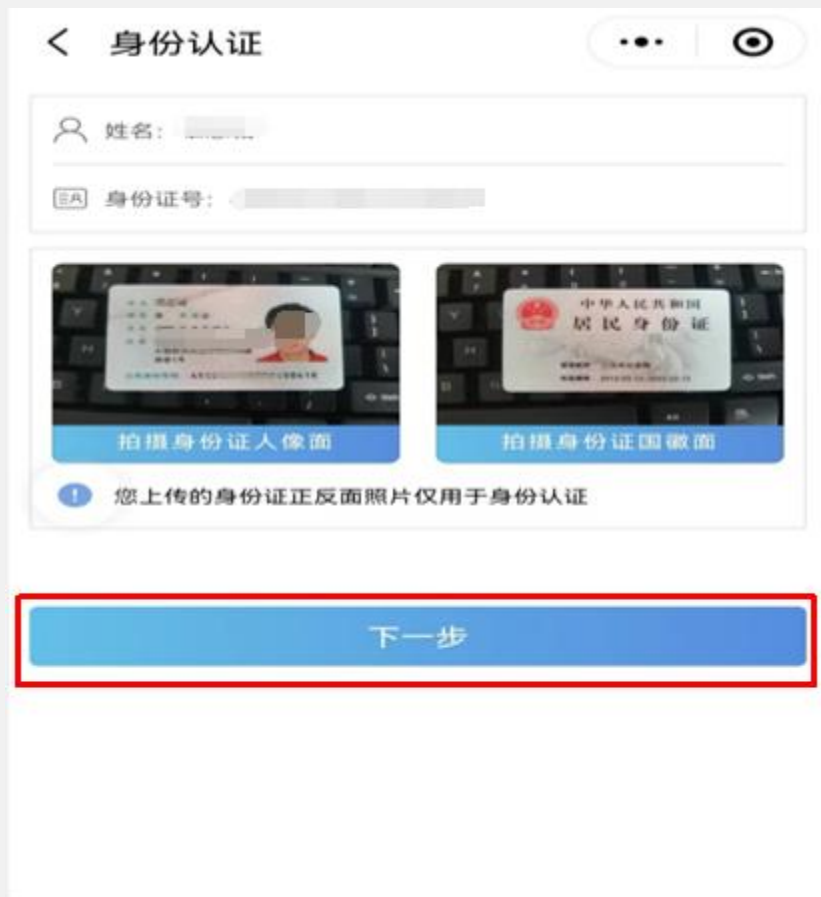 身份认证
姓名：
身份证号：
中华人民共和国
居民身份证
拍摄身份证人像面
拍摄身份证国徽面
您上传的身份证正反面照片仅用于身份认证
下一步